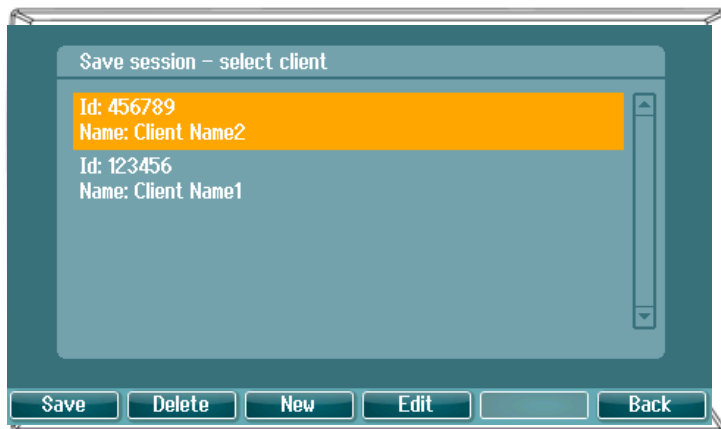 Save session – select client
Id: 456789
Name: Client Name2
Id: 123456
Name: Client Name1
Save Delete New Edit Back